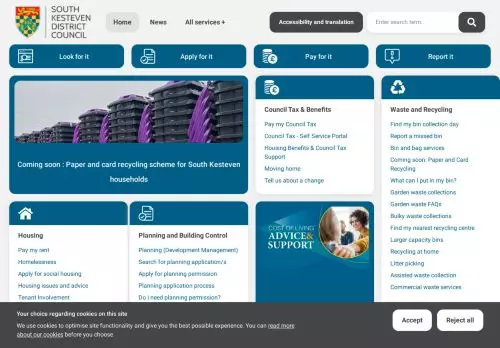 SOUTH
KESTEVEN
DISTRICT
COUNCIL
Home
News
All services +
Accessibility and translation
Enter search term...
Look for it
Apply for it
Pay for it
Report it
Coming soon : Paper and card recycling scheme for South Kesteven
households
Council Tax & Benefits
Pay my Council Tax
Council Tax - Self Service Portal
Housing Benefits & Council Tax
Support
Moving home
Tell us about a change
Waste and Recycling
Find my bin collection day
Report a missed bin
Bin and bag services
Coming soon: Paper and Card
Recycling
What can I put in my bin?
Garden waste collections
Garden waste FAQs
Bulky waste collections
Find my nearest recycling centre
Larger capacity bins
Recycling at home
Litter picking
Assisted waste collection
Commercial waste services
Housing
Pay my rent
Homelessness
Apply for social housing
Housing issues and advice
Tenant Involvement
Planning and Building Control
Planning (Development Management)
Search for planning application/s
Apply for planning permission
Planning application process
Do I need planning permission?
COST OF LIVING
ADVICE&
SUPPORT
Your choice regarding cookies on this site
We use cookies to optimise site functionality and give you the best possible experience. You can read more
about our cookies before you choose.
Accept
Reject all